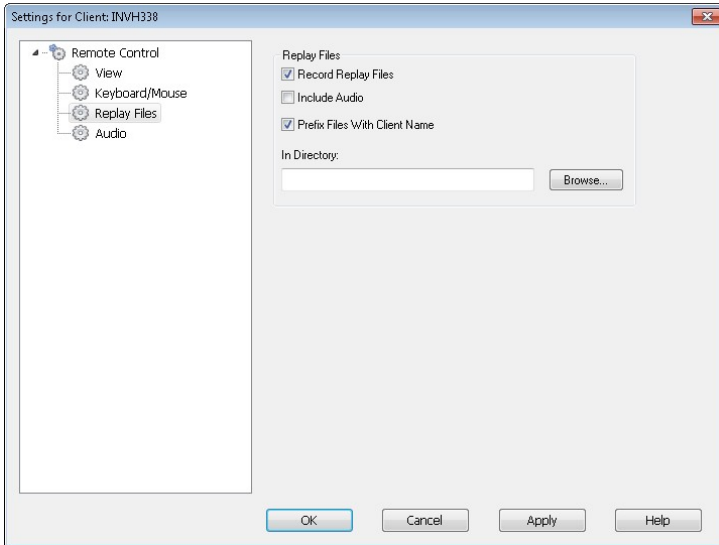 Settings for Client: INVH338
Remote Control
View
Keyboard/Mouse
Replay Files
Audio
Replay Files
Record Replay Files
Include Audio
Prefix Files With Client Name
In Directory:
Browse...
OK
Cancel
Apply
Help